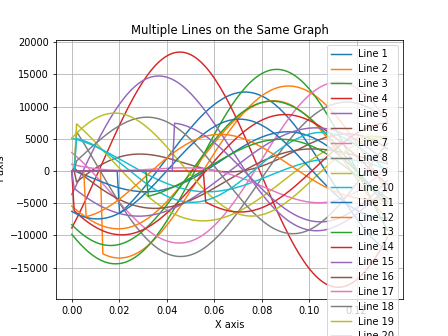 Multiple Lines on the Same Graph
20000
15000
10000
5000
0
−5000
−10000
−15000
0.00 0.02 0.04 0.06 0.08 0.10
X axis
axis
Line 1
Line 2
Line 3
Line 4
Line 5
Line 6
Line 7
Line 8
Line 9
Line 10
Line 11
Line 12
Line 13
Line 14
Line 15
Line 16
Line 17
Line 18
Line 19
Line 20